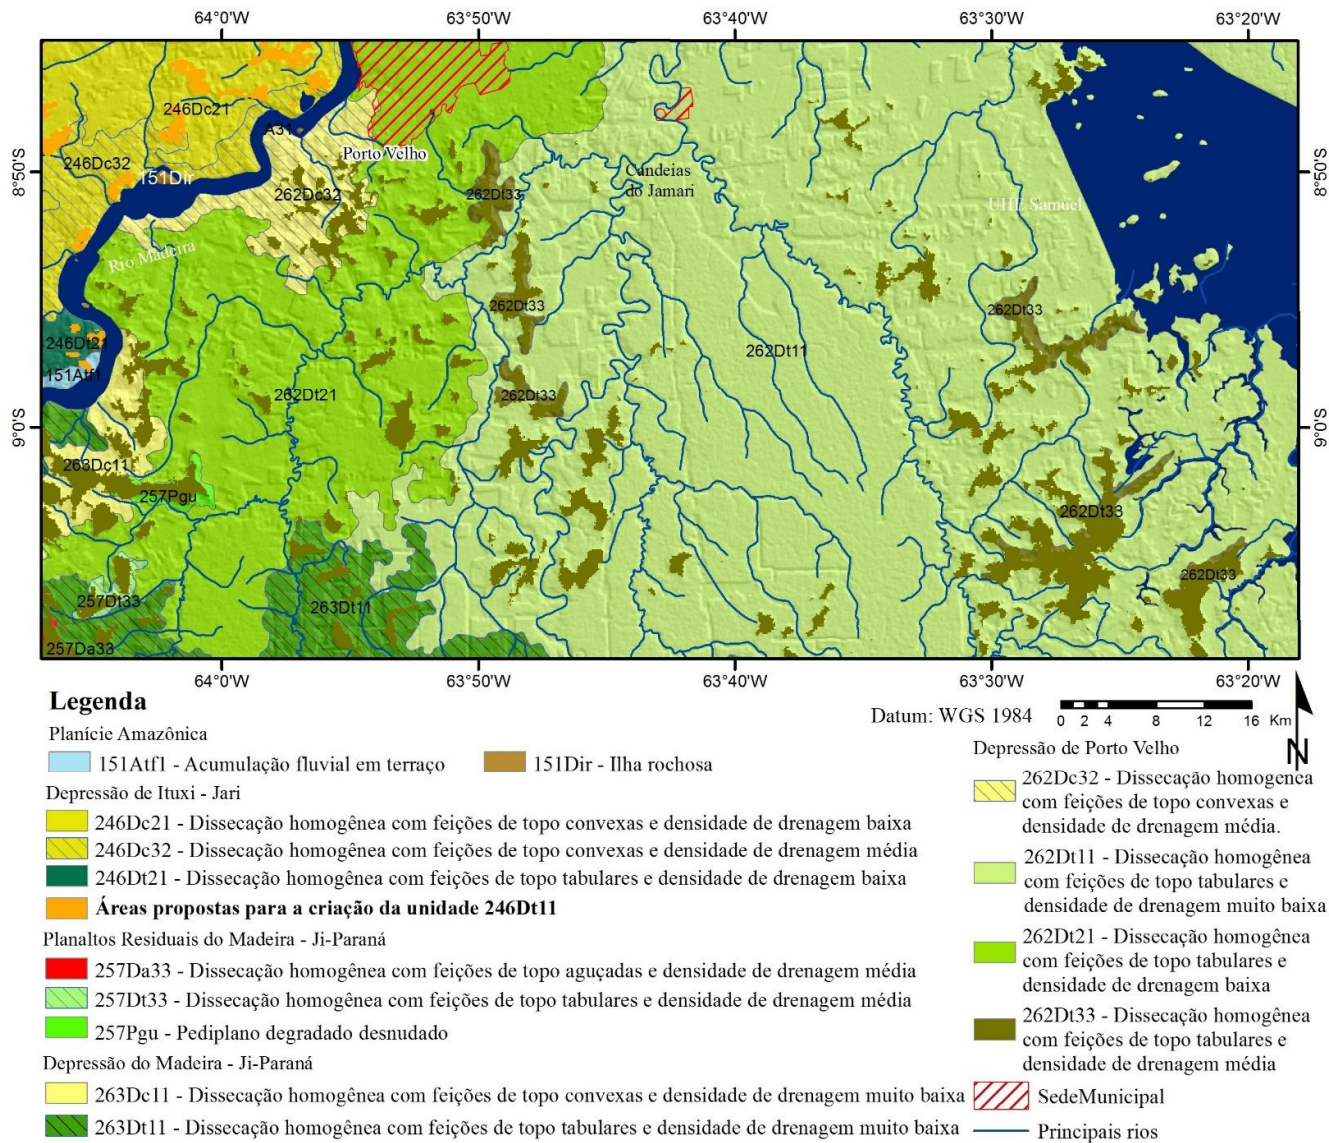 64°0'W 63°50'W 63°40'W 63°30'W 63°20'W
246Dc21
A31
Porto Velho
8°50'S
8°50'S
246Dc32
151Dir
262Dc32
262Dt33
Candeias
do Jamari
UHE Samuel
Rio Madeira
262Dt33
262Dt33
246Dt21
262Dt11
151Atf1
262Dt21
262Dt33
9°0'S
9°0'S
263Dc11
257Pgu
262Dt33
262Dt33
257Dt33
263Dt11
257Da33
64°0'W 63°50'W 63°40'W 63°30'W 63°20'W
Legenda
Planície Amazônica
151Atf1 - Acumulação fluvial em terraço
151Dir - Ilha rochosa
Depressão de Ituxi - Jari
246Dc21 - Dissecação homogênea com feições de topo convexas e densidade de drenagem baixa
246Dc32 - Dissecação homogênea com feições de topo convexas e densidade de drenagem média
246Dt21 - Dissecação homogênea com feições de topo tabulares e densidade de drenagem baixa
Áreas propostas para a criação da unidade 246Dt11
Planaltos Residuais do Madeira - Ji-Paraná
257Da33 - Dissecação homogênea com feições de topo aguçadas e densidade de drenagem média
257Dt33 - Dissecação homogênea com feições de topo tabulares e densidade de drenagem média
257Pgu - Pediplano degradado desnudado
Depressão do Madeira - Ji-Paraná
263Dc11 - Dissecação homogênea com feições de topo convexas e densidade de drenagem muito baixa
263Dt11 - Dissecação homogênea com feições de topo tabulares e densidade de drenagem muito baixa
Datum: WGS 1984
0 2 4 8 12 16 Km
N
Depressão de Porto Velho
262Dc32 - Dissecação homogênea
com feições de topo convexas e
densidade de drenagem média.
262Dt11 - Dissecação homogênea
com feições de topo tabulares e
densidade de drenagem muito baixa
262Dt21 - Dissecação homogênea
com feições de topo tabulares e
densidade de drenagem baixa
262Dt33 - Dissecação homogênea
com feições de topo tabulares e
densidade de drenagem média
SedeMunicipal
Principais rios